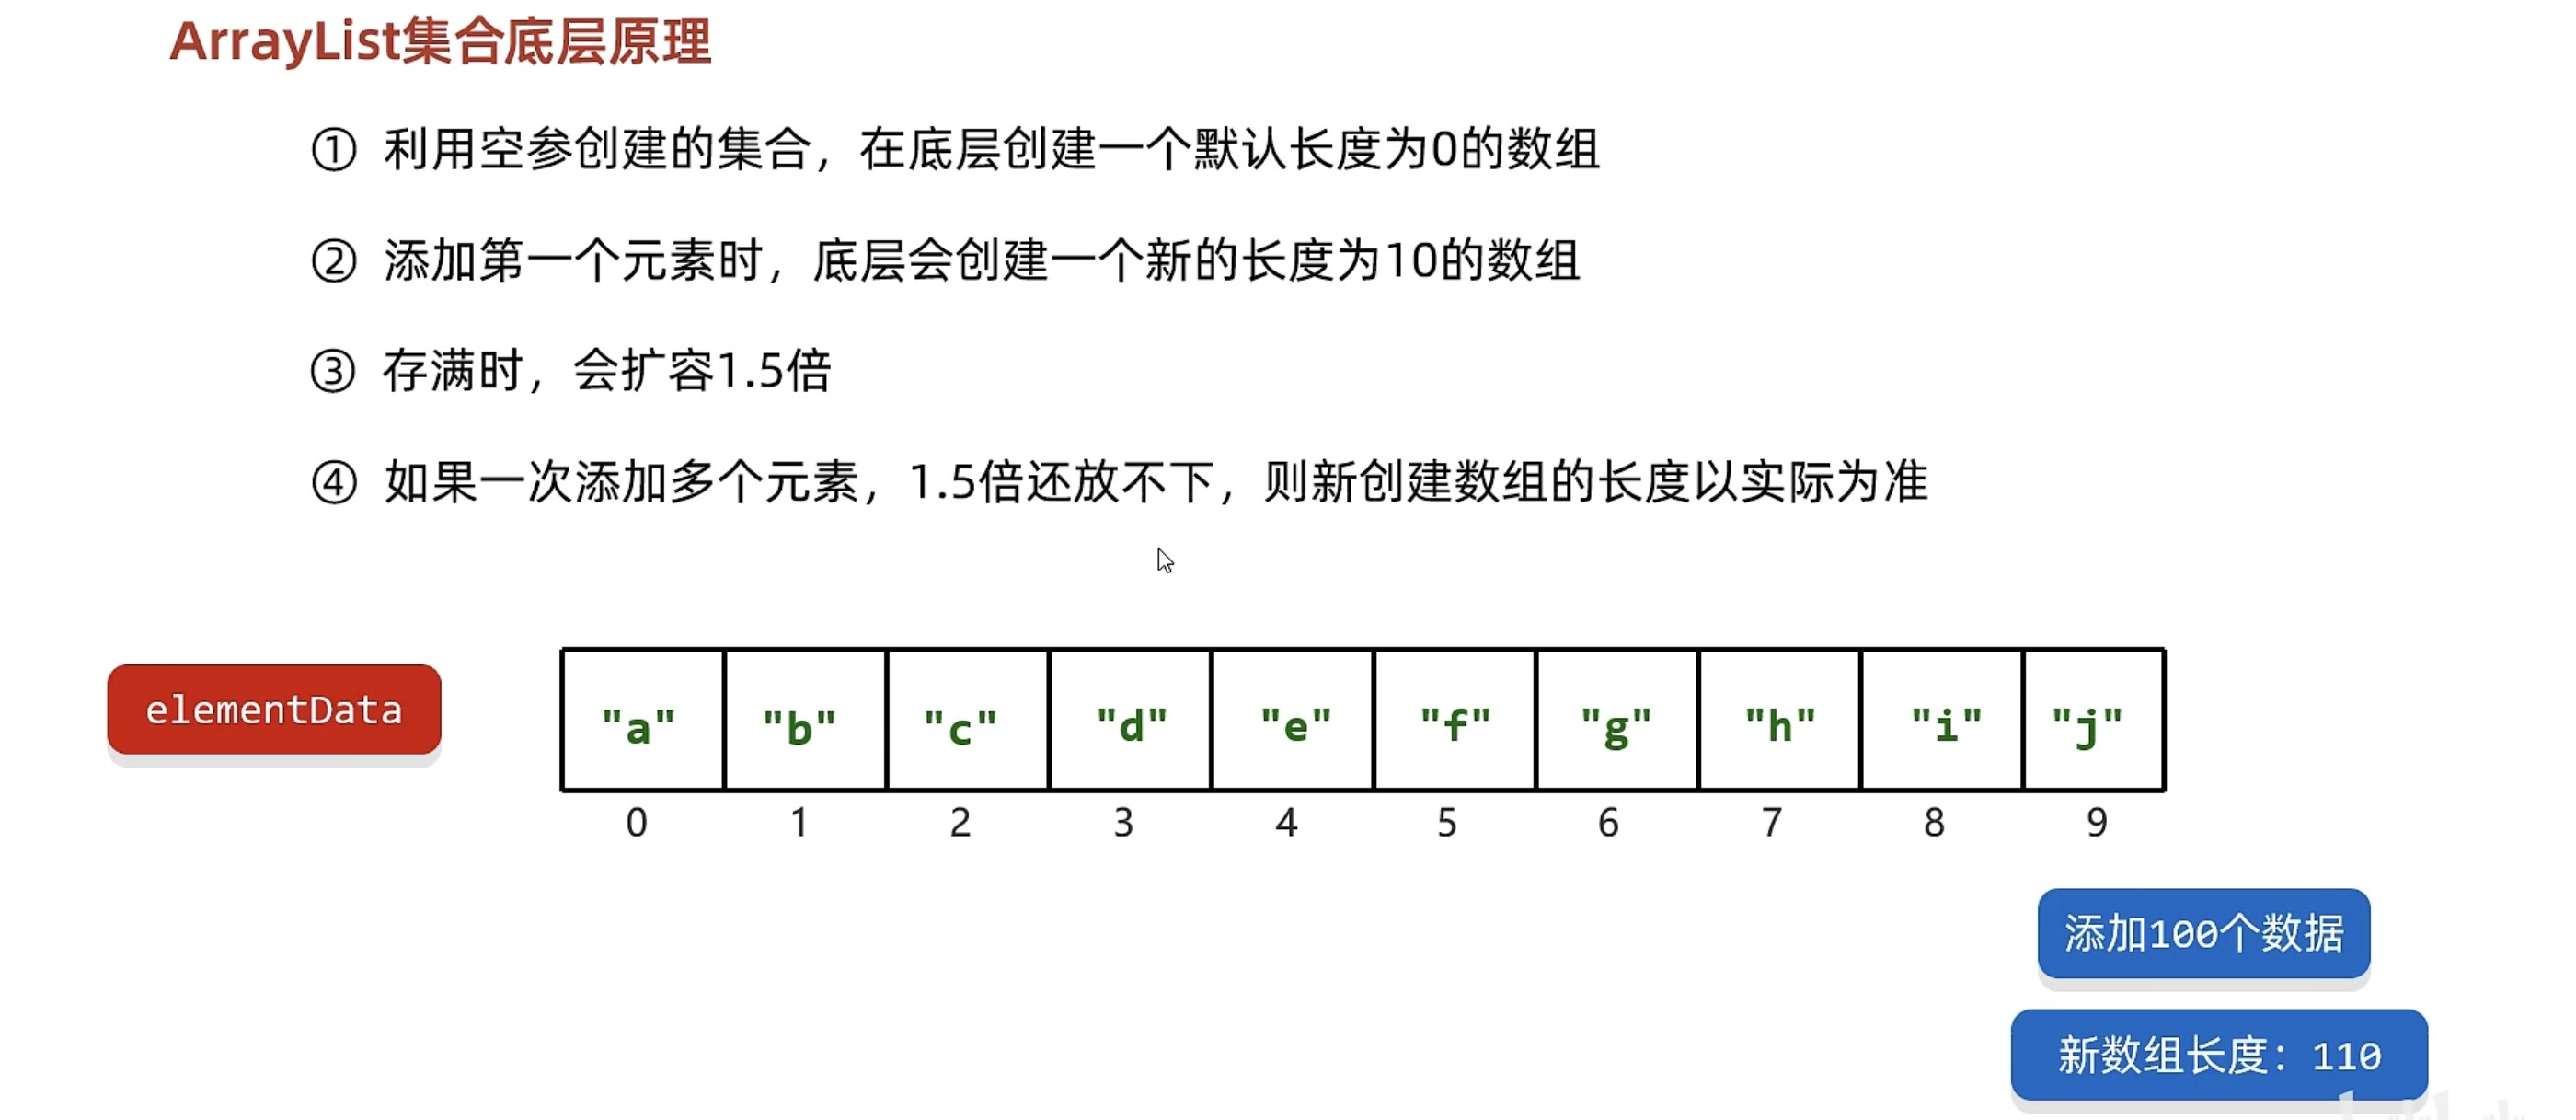 ArrayList集合底层原理
① 利用空参创建的集合，在底层创建一个默认长度为0的数组
② 添加第一个元素时，底层会创建一个新的长度为10的数组
③ 存满时，会扩容1.5倍
④ 如果一次添加多个元素，1.5倍还放不下，则新创建数组的长度以实际为准
elementData "a" "b" "c" "d" "e" "f" "g" "h" "i" "j"
0 1 2 3 4 5 6 7 8 9
添加100个数据
新数组长度：110